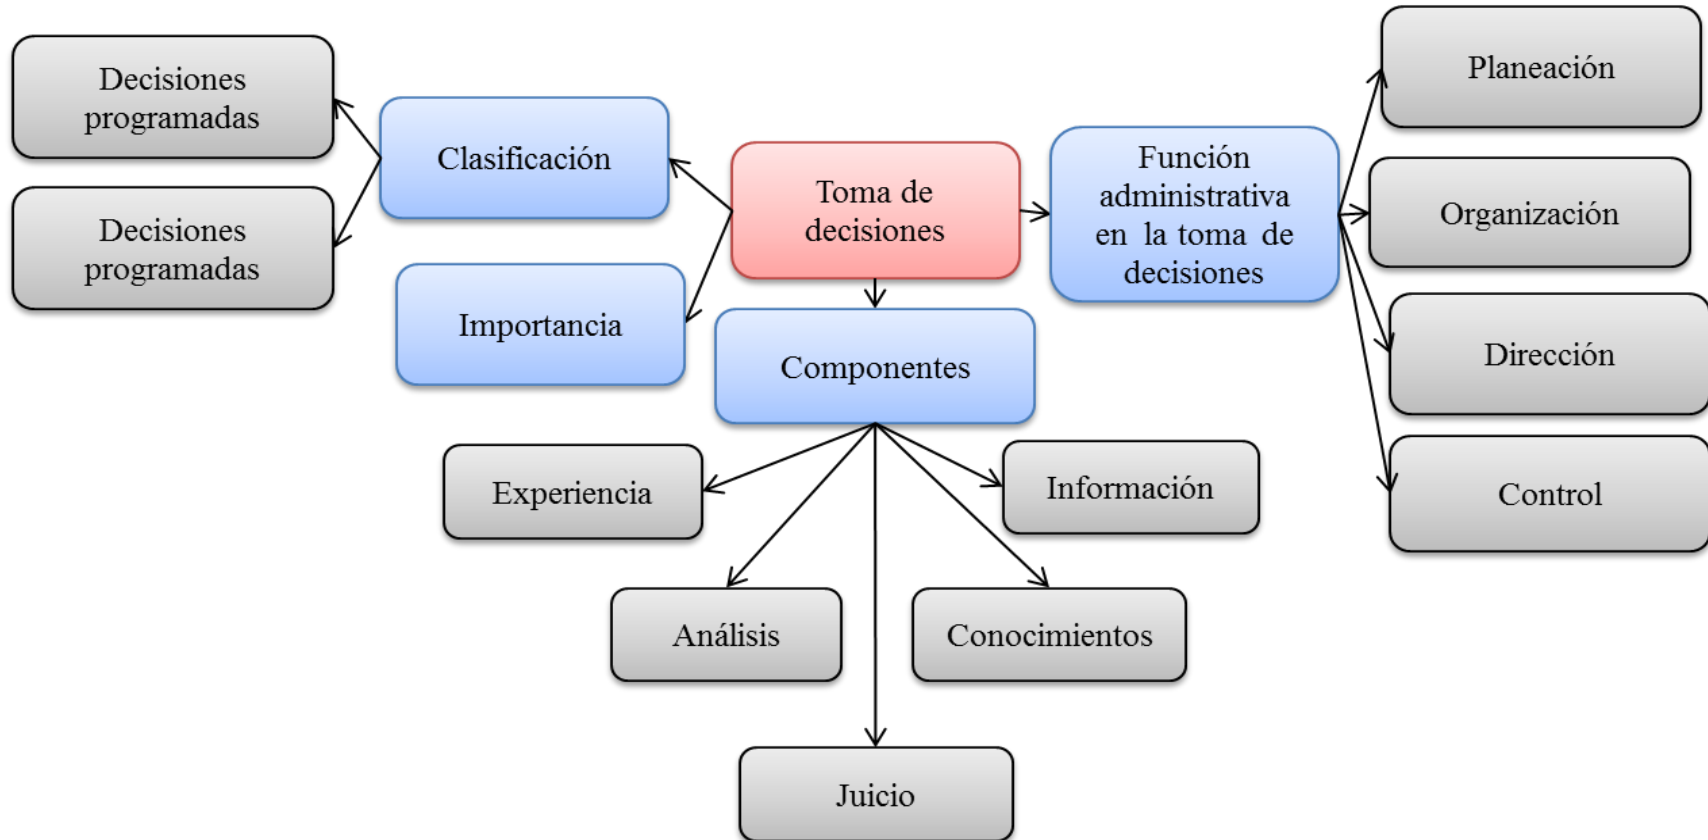 Decisiones
programadas
Decisiones
programadas
Clasificación
Importancia
Toma de
decisiones
Componentes
Función
administrativa
en la toma de
decisiones
Planeación
Organización
Dirección
Control
Experiencia
Información
Análisis
Conocimientos
Juicio